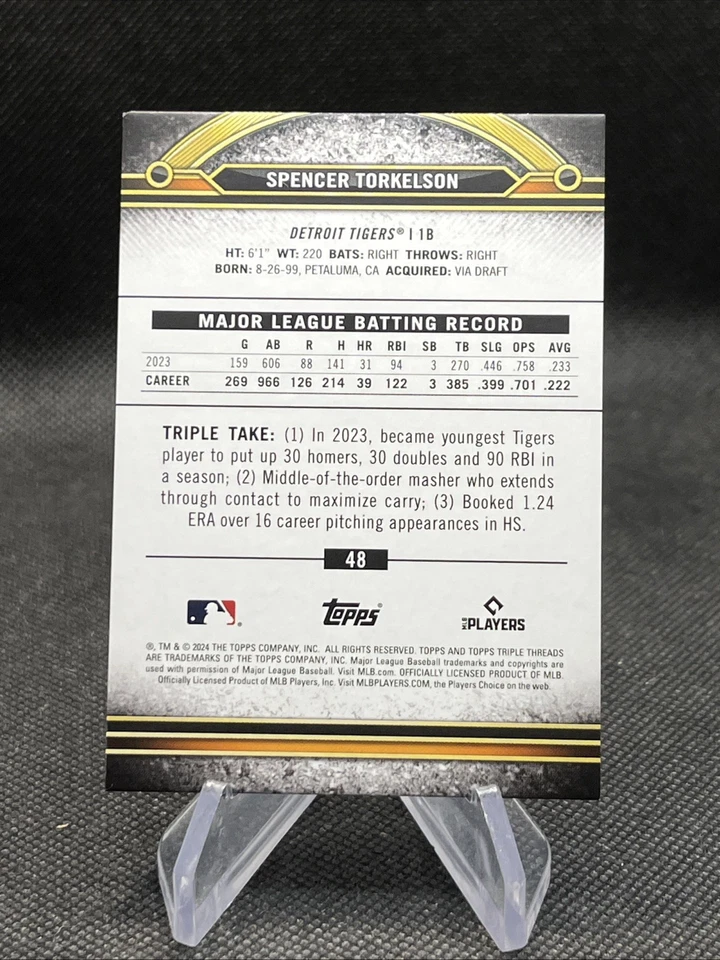 SPENCER TORKELSON
DETROIT TIGERS® | 1B
HT: 6'1" WT: 220 BATS: RIGHT THROWS: RIGHT
BORN: 8-26-99, PETALUMA, CA ACQUIRED: VIA DRAFT
MAJOR LEAGUE BATTING RECORD
G AB R H HR RBI SB TB SLG OPS AVG
2023 159 606 88 141 31 94 3 270 .446 .758 .233
CAREER 269 966 126 214 39 122 3 385 .399 .701 .222
TRIPLE TAKE: (1) In 2023, became youngest Tigers
player to put up 30 homers, 30 doubles and 90 RBI in
a season; (2) Middle-of-the-order masher who extends
through contact to maximize carry; (3) Booked 1.24
ERA over 16 career pitching appearances in HS.
48
topps®
MLB PLAYERS
®, TM & © 2024 THE TOPPS COMPANY, INC. ALL RIGHTS RESERVED. TOPPS AND TOPPS TRIPLE THREADS
ARE TRADEMARKS OF THE TOPPS COMPANY, INC. Major League Baseball trademarks and copyrights are
used with permission of Major League Baseball. Visit MLB.com. OFFICIALLY LICENSED PRODUCT OF MLB
Officially Licensed Product of MLB Players, Inc. Visit MLBPLAYERS.COM, the Players Choice on the web.